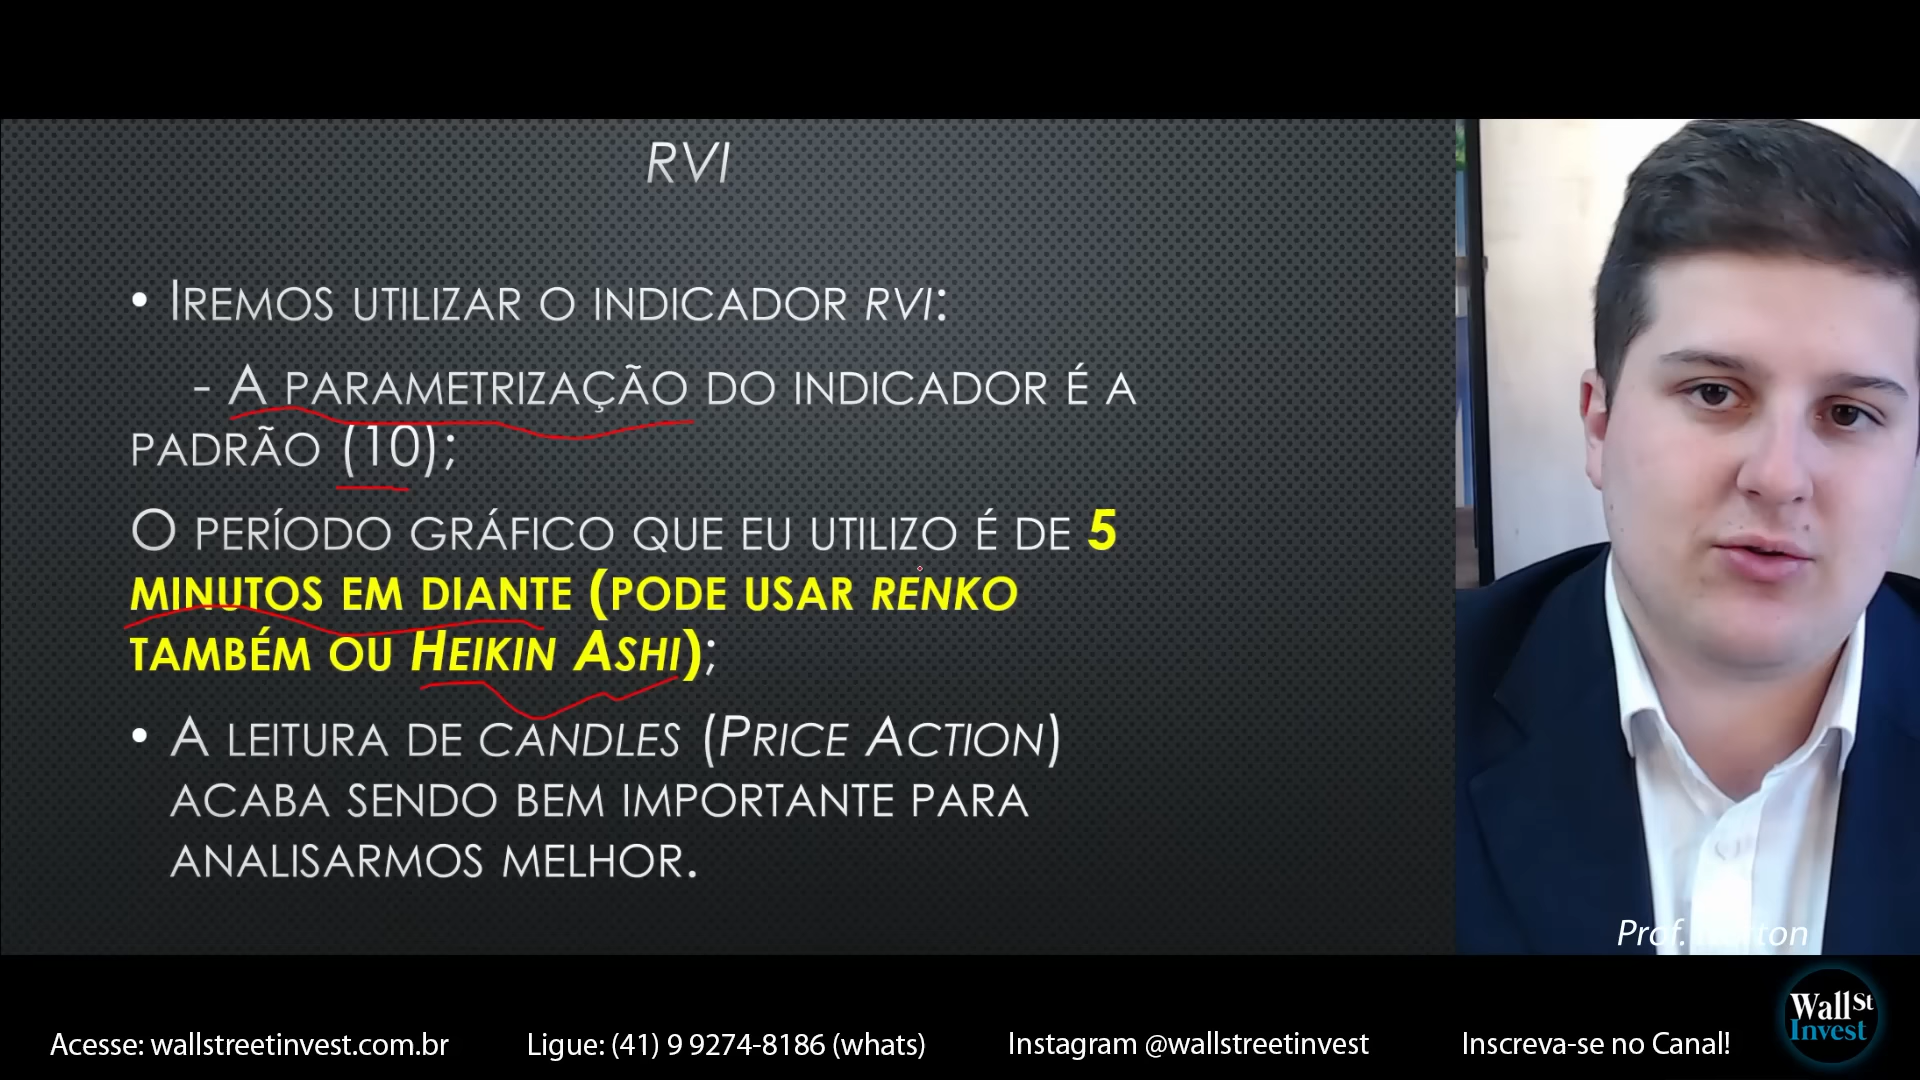 RVI
• IREMOS UTILIZAR O INDICADOR RVI:
- A PARAMETRIZAÇÃO DO INDICADOR É A
PADRÃO (10);
O PERÍODO GRÁFICO QUE EU UTILIZO É DE 5
MINUTOS EM DIANTE (PODE USAR RENKO
TAMBÉM OU HEIKIN ASHI);
• A LEITURA DE CANDLES (PRICE ACTION)
ACABA SENDO BEM IMPORTANTE PARA
ANALISARMOS MELHOR.
Prof.
Wall St
Invest
Acesse: wallstreetinvest.com.br
Ligue: (41) 9 9274-8186 (whats)
Instagram @wallstreetinvest
Inscreva-se no Canal!